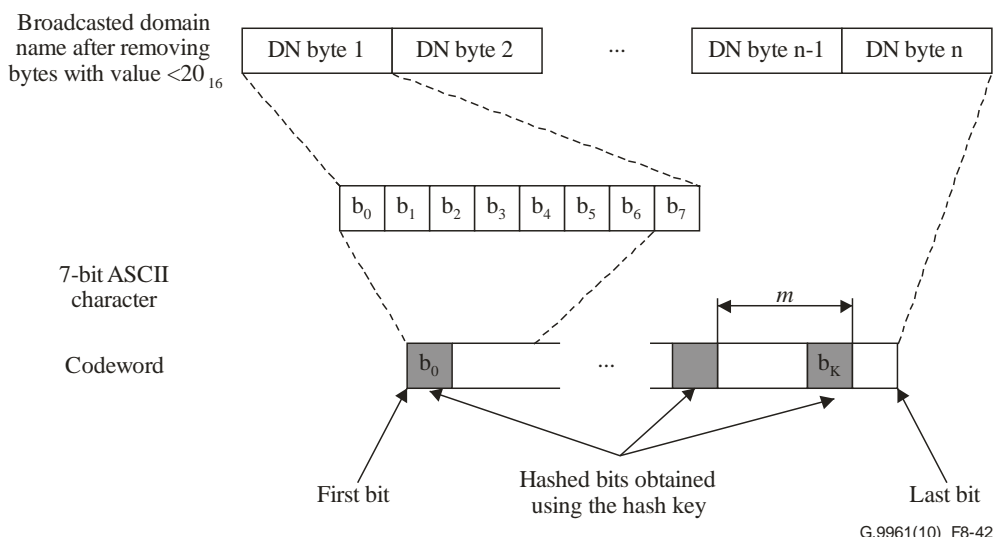 Broadcasted domain
name after removing
bytes with value <20₁₆
DN byte 1 DN byte 2 ... DN byte n-1 DN byte n
b₀ b₁ b₂ b₃ b₄ b₅ b₆ b₇
7-bit ASCII
character
m
Codeword
b₀ ... b_K
First bit
Hashed bits obtained
using the hash key
Last bit
G.9961(10)_F8-42